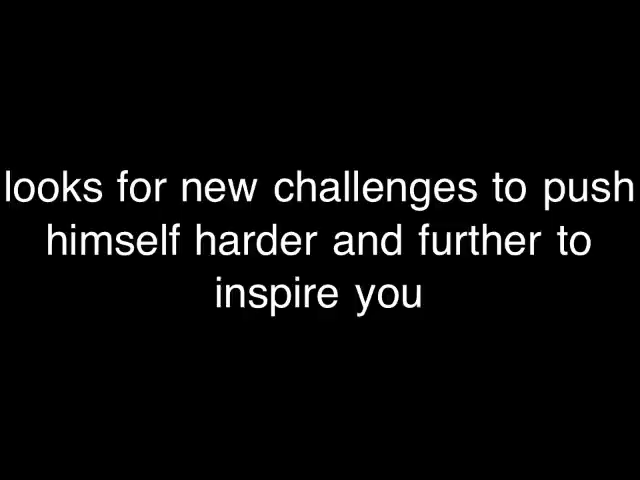 looks for new challenges to push
himself harder and further to
inspire you